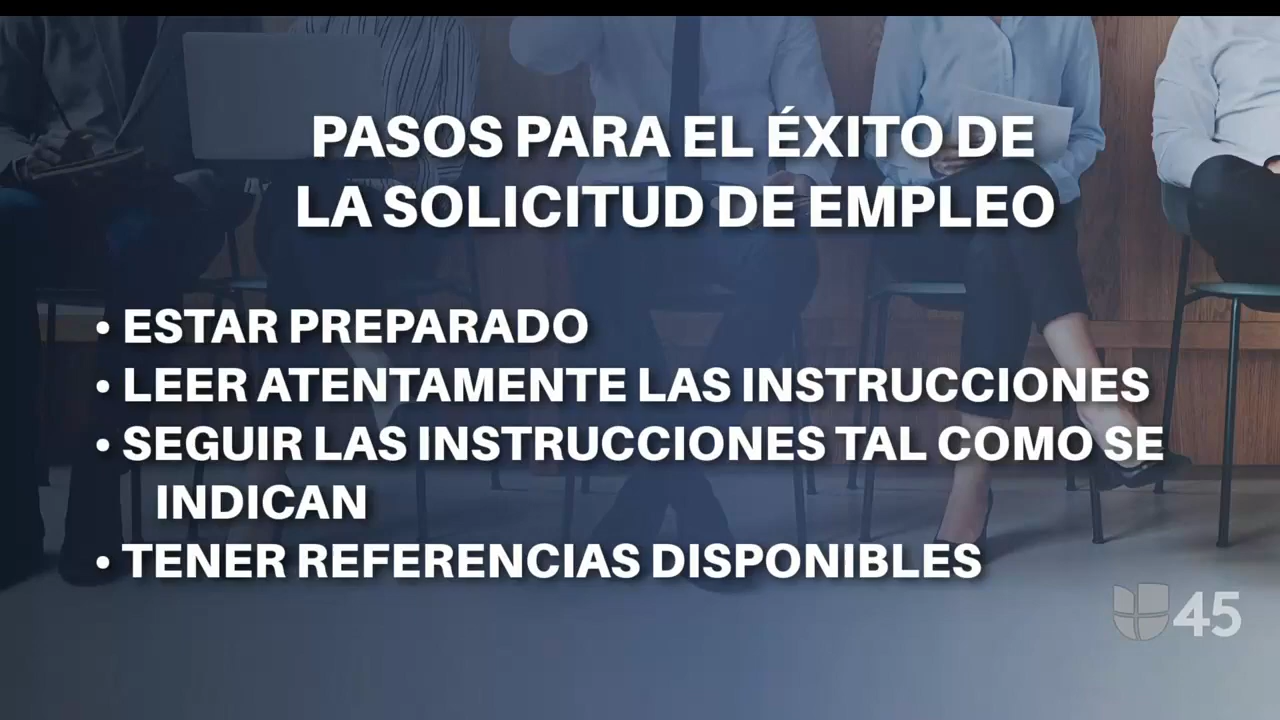 PASOS PARA EL ÉXITO DE
LA SOLICITUD DE EMPLEO
• ESTAR PREPARADO
• LEER ATENTAMENTE LAS INSTRUCCIONES
• SEGUIR LAS INSTRUCCIONES TAL COMO SE
INDICAN
• TENER REFERENCIAS DISPONIBLES
45